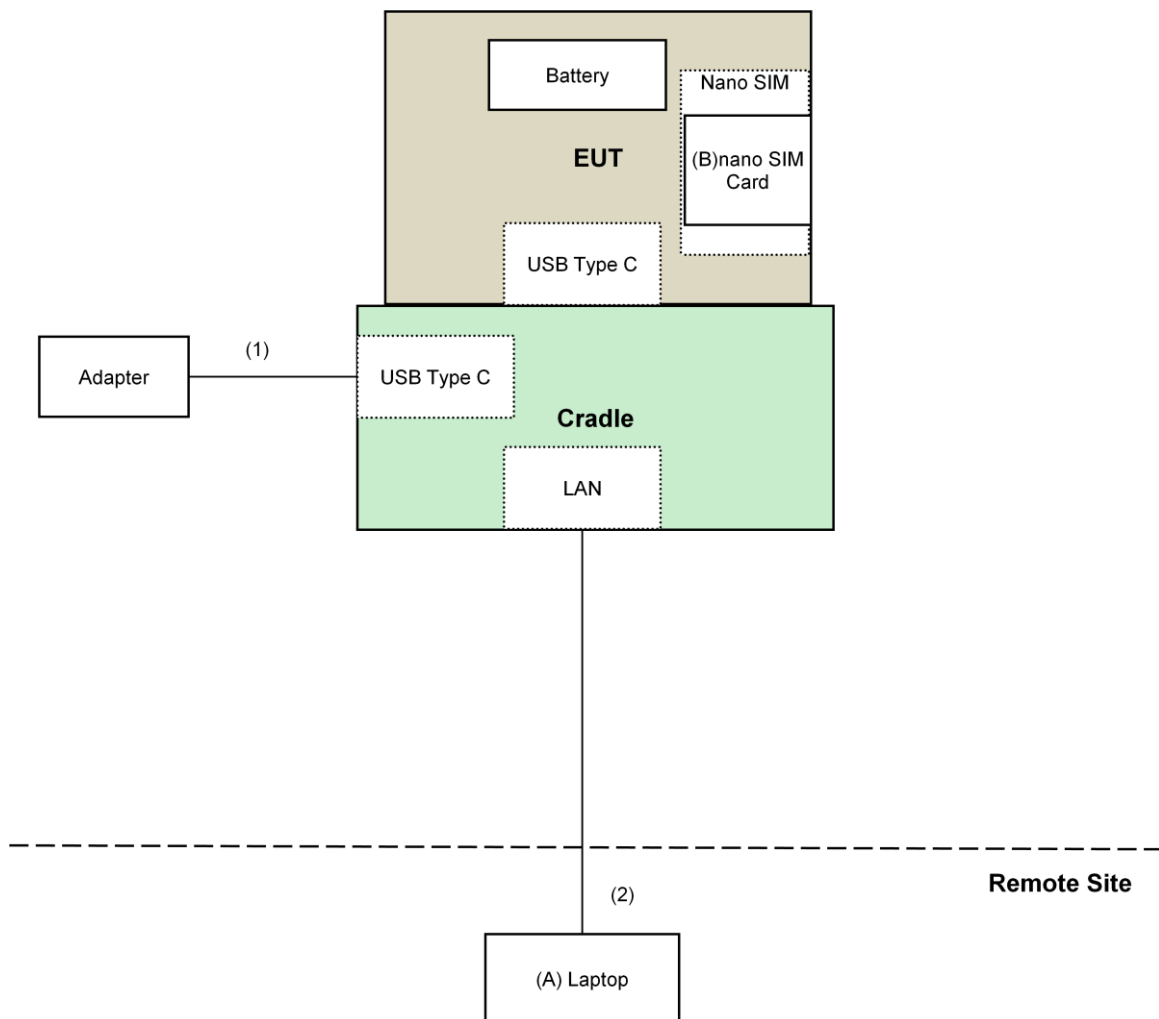 Battery
Nano SIM
(B)nano SIM
Card
EUT
USB Type C
Adapter
(1)
USB Type C
Cradle
LAN
Remote Site
(2)
(A) Laptop